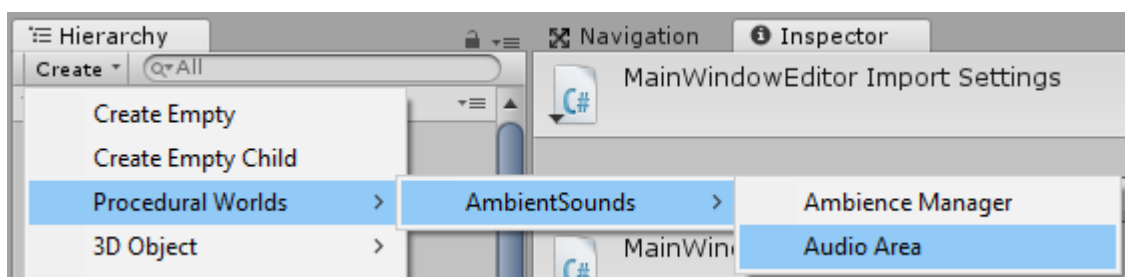 Hierarchy
Navigation
Inspector
Create
All
MainWindowEditor Import Settings
C#
Create Empty
Create Empty Child
Procedural Worlds
AmbientSounds
Ambience Manager
3D Object
MainWin
Audio Area
C#